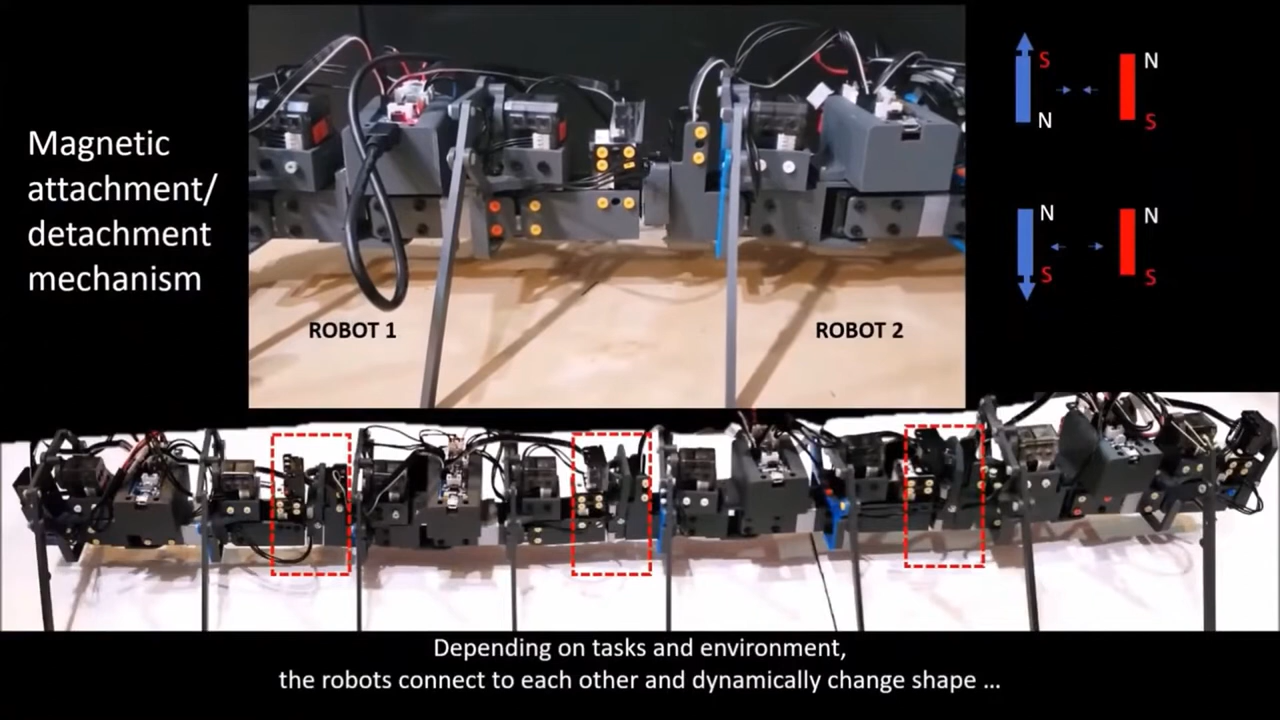 Magnetic
attachment/
detachment
mechanism
ROBOT 1
ROBOT 2
S
N
N
S
N
N
S
S
Depending on tasks and environment,
the robots connect to each other and dynamically change shape ...